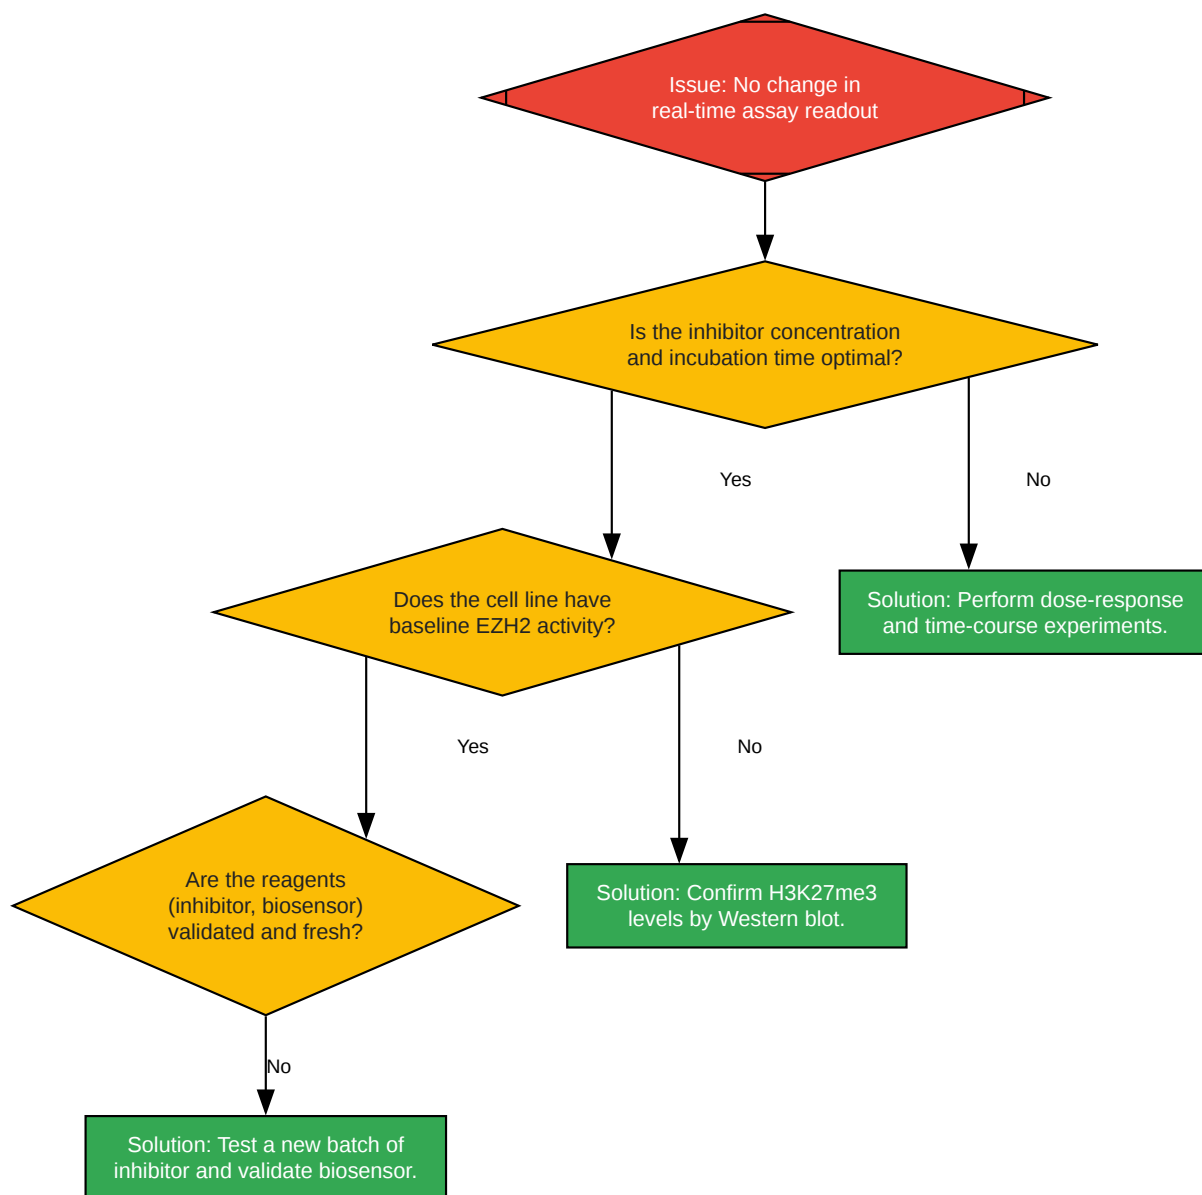 Issue: No change in
real-time assay readout
Is the inhibitor concentration
and incubation time optimal?
Yes
No
Does the cell line have
baseline EZH2 activity?
Solution: Perform dose-response
and time-course experiments.
Yes
No
Are the reagents
(inhibitor, biosensor)
validated and fresh?
Solution: Confirm H3K27me3
levels by Western blot.
No
Solution: Test a new batch of
inhibitor and validate biosensor.